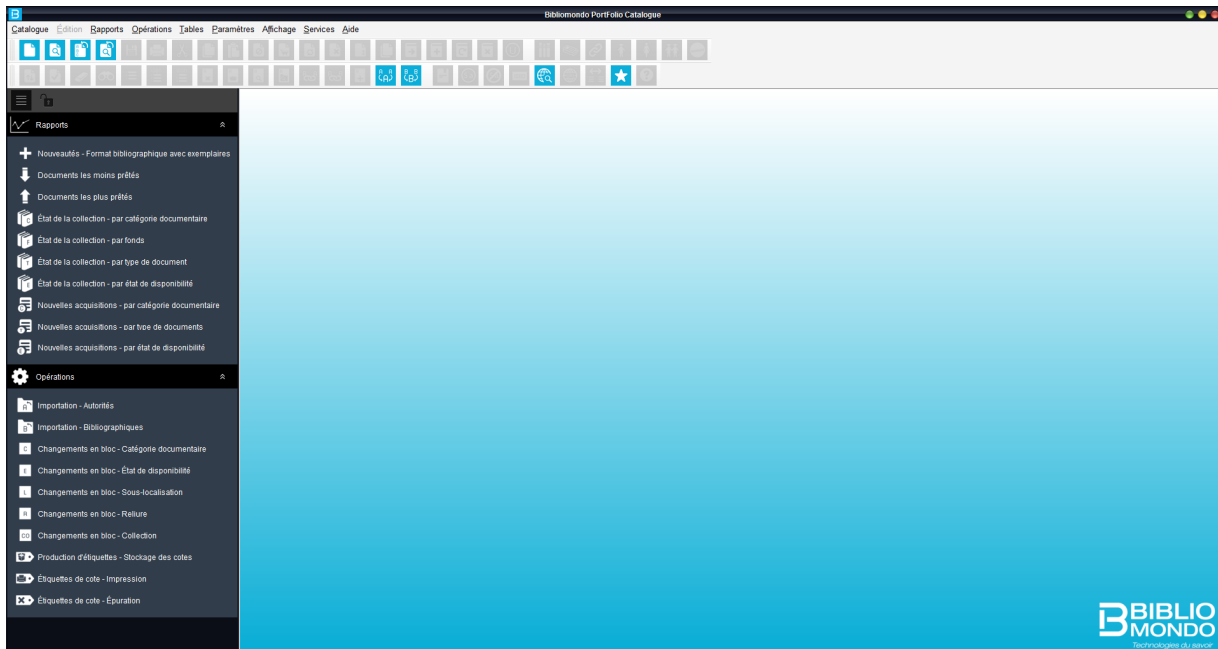 Bibliomondo PortFolio Catalogue
Catalogue Édition Rapports Opérations Tables Paramètres Affichage Services Aide
Rapports
Nouveautés - Format bibliographique avec exemplaires
Documents les moins prêtés
Documents les plus prêtés
État de la collection - par catégorie documentaire
État de la collection - par fonds
État de la collection - par type de document
État de la collection - par état de disponibilité
Nouvelles acquisitions - par catégorie documentaire
Nouvelles acquisitions - par type de documents
Nouvelles acquisitions - par état de disponibilité
Opérations
Importation - Autorités
Importation - Bibliographiques
Changements en bloc - Catégorie documentaire
Changements en bloc - État de disponibilité
Changements en bloc - Sous-localisation
Changements en bloc - Reliure
Changements en bloc - Collection
Production d'étiquettes - Stockage des cotes
Étiquettes de cote - Impression
Étiquettes de cote - Épuration
BIBLIO
MONDO
Technologies du savoir